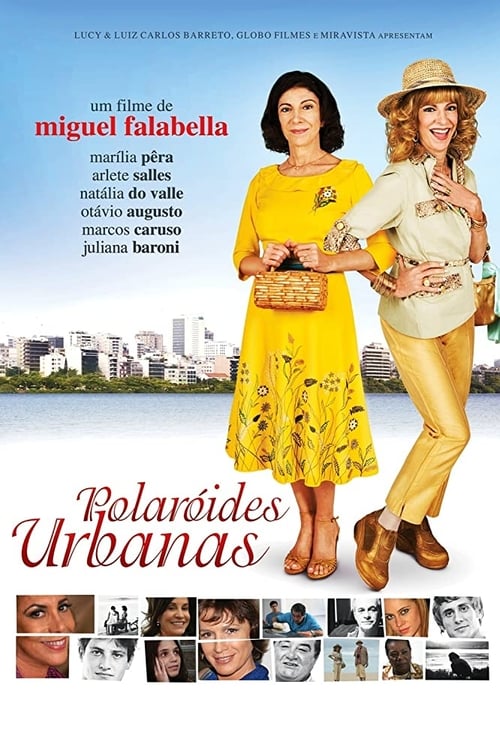 LUCY & LUIZ CARLOS BARRETO, GLOBO FILMES E MIRAVISTA APRESENTAM
um filme de
miguel falabella
marília pêra
arlete salles
natália do valle
otávio augusto
marcos caruso
juliana baroni
Polaróides
Urbanas